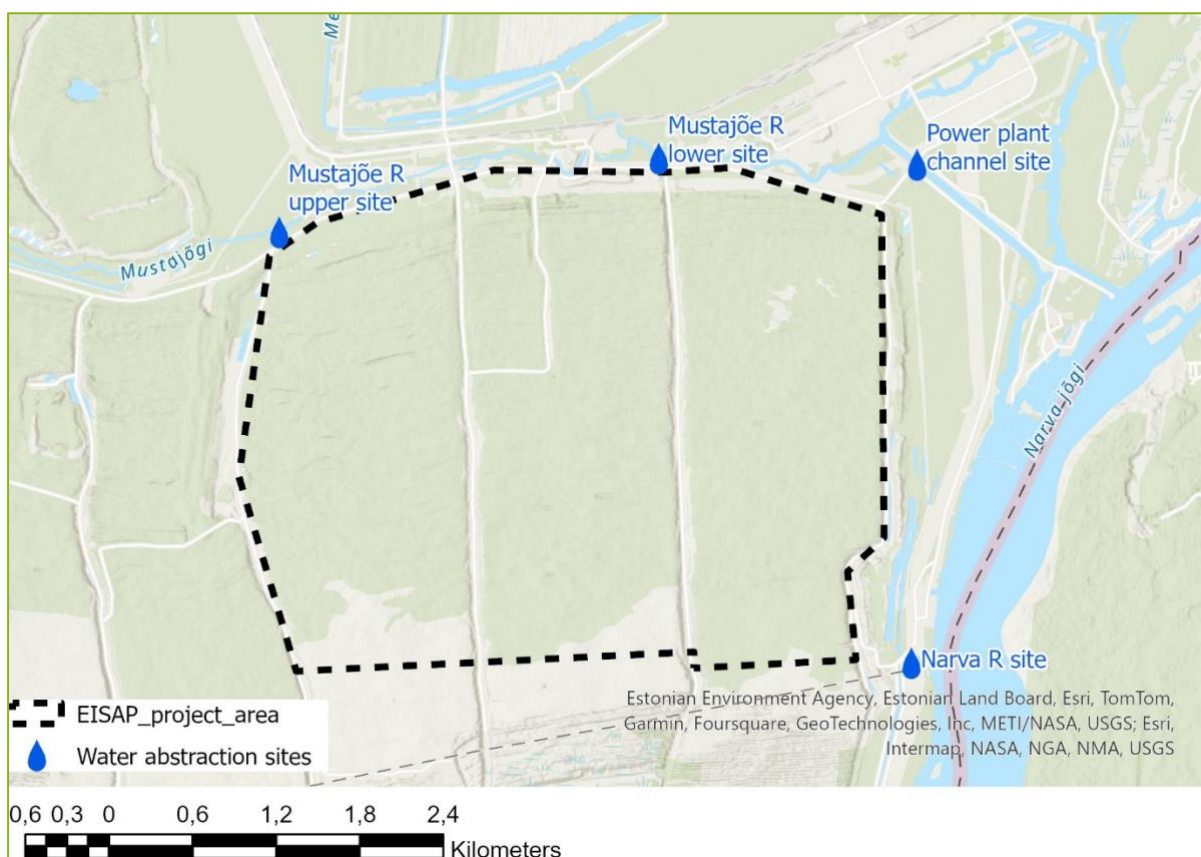 Me
Mustajõe R
lower site
Power plant
channel site
Mustajõe R
upper site
Mustajõgi
Narva jõgi
Narva R site
Estonian Environment Agency, Estonian Land Board, Esri, TomTom,
Garmin, Foursquare, GeoTechnologies, Inc, METI/NASA, USGS; Esri,
Intermap, NASA, NGA, NMA, USGS
EISAP_project_area
Water abstraction sites
0,6 0,3 0 0,6 1,2 1,8 2,4
Kilometers